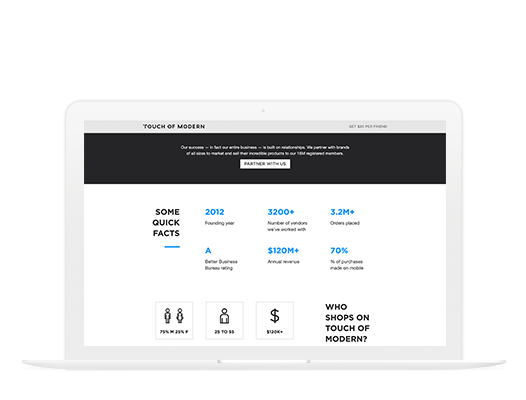 TOUCH OF MODERN
GET $20 PER FRIEND
Our success — in fact our entire business — is built on relationships. We partner with brands
of all sizes to market and sell their incredible products to our 18M registered members.
PARTNER WITH US
SOME
QUICK
FACTS
2012
Founding year
3200+
Number of vendors
we've worked with
3.2M+
Orders placed
A
Better Business
Bureau rating
$120M+
Annual revenue
70%
% of purchases
made on mobile
75% M 25% F
25 TO 55
$120K+
WHO
SHOPS ON
TOUCH OF
MODERN?